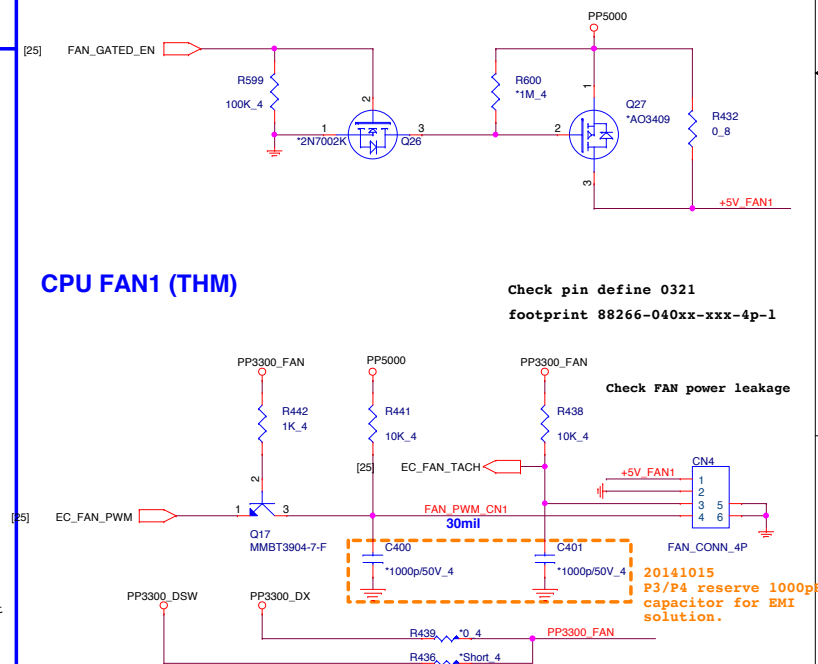 PP5000
[25] FAN_GATED_EN
R599
100K_4
2
1
*2N7002K
3
Q26
R600
*1M_4
1
2
3
Q27
*AO3409
R432
0_8
+5V_FAN1
CPU FAN1 (THM)
Check pin define 0321
footprint 88266-040xx-xxx-4p-l
PP3300_FAN
PP5000
PP3300_FAN
Check FAN power leakage
R442
1K_4
R441
10K_4
R438
10K_4
[25]
EC_FAN_TACH
CN4
+5V_FAN1
1
2
3 5
4 6
FAN_CONN_4P
[25] EC_FAN_PWM
2
1
3
FAN_PWM_CN1
30mil
Q17
MMBT3904-7-F
C400
*1000p/50V_4
C401
*1000p/50V_4
20141015
P3/P4 reserve 1000p
capacitor for EMI
solution.
PP3300_DSW
PP3300_DX
R439
*0_4
PP3300_FAN
R436
*Short_4